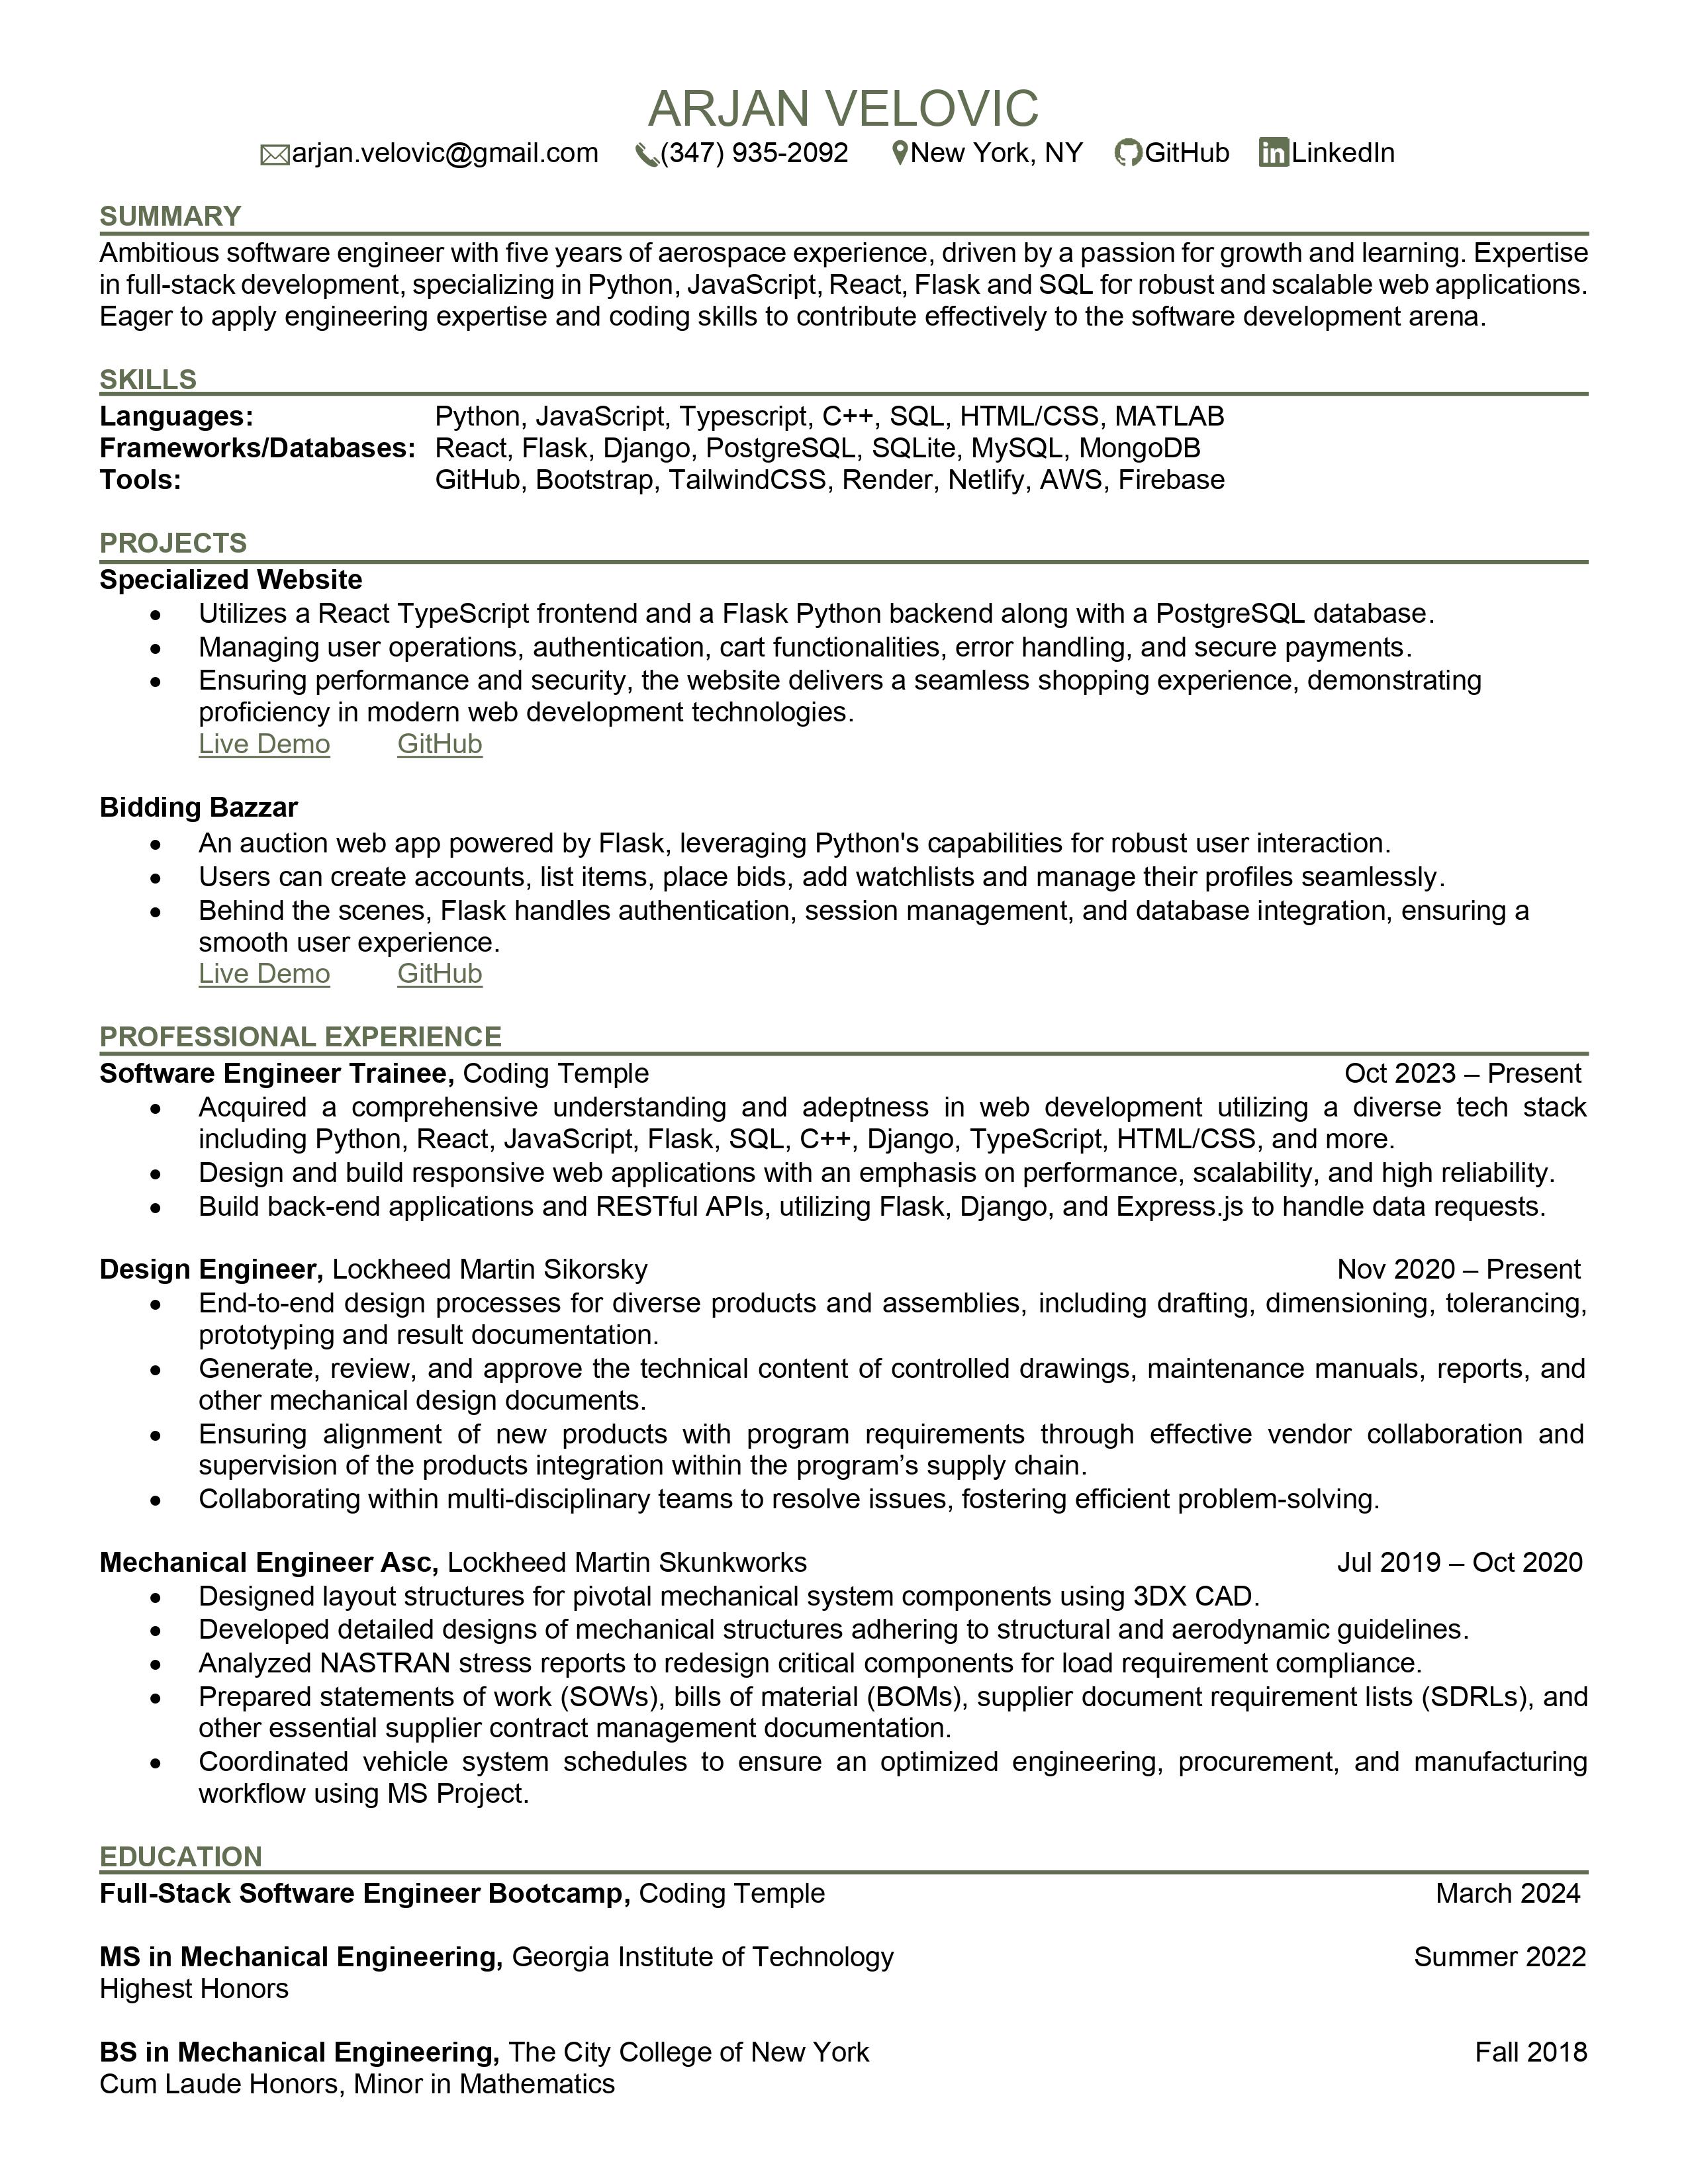 ARJAN VELOVIC
arjan.velovic@gmail.com (347) 935-2092 New York, NY GitHub LinkedIn
SUMMARY
Ambitious software engineer with five years of aerospace experience, driven by a passion for growth and learning. Expertise
in full-stack development, specializing in Python, JavaScript, React, Flask and SQL for robust and scalable web applications.
Eager to apply engineering expertise and coding skills to contribute effectively to the software development arena.
SKILLS
Languages: Python, JavaScript, Typescript, C++, SQL, HTML/CSS, MATLAB
Frameworks/Databases: React, Flask, Django, PostgreSQL, SQLite, MySQL, MongoDB
Tools: GitHub, Bootstrap, TailwindCSS, Render, Netlify, AWS, Firebase
PROJECTS
Specialized Website
• Utilizes a React TypeScript frontend and a Flask Python backend along with a PostgreSQL database.
• Managing user operations, authentication, cart functionalities, error handling, and secure payments.
• Ensuring performance and security, the website delivers a seamless shopping experience, demonstrating
proficiency in modern web development technologies.
Live Demo GitHub
Bidding Bazzar
• An auction web app powered by Flask, leveraging Python's capabilities for robust user interaction.
• Users can create accounts, list items, place bids, add watchlists and manage their profiles seamlessly.
• Behind the scenes, Flask handles authentication, session management, and database integration, ensuring a
smooth user experience.
Live Demo GitHub
PROFESSIONAL EXPERIENCE
Software Engineer Trainee, Coding Temple Oct 2023 – Present
• Acquired a comprehensive understanding and adeptness in web development utilizing a diverse tech stack
including Python, React, JavaScript, Flask, SQL, C++, Django, TypeScript, HTML/CSS, and more.
• Design and build responsive web applications with an emphasis on performance, scalability, and high reliability.
• Build back-end applications and RESTful APIs, utilizing Flask, Django, and Express.js to handle data requests.
Design Engineer, Lockheed Martin Sikorsky Nov 2020 – Present
• End-to-end design processes for diverse products and assemblies, including drafting, dimensioning, tolerancing,
prototyping and result documentation.
• Generate, review, and approve the technical content of controlled drawings, maintenance manuals, reports, and
other mechanical design documents.
• Ensuring alignment of new products with program requirements through effective vendor collaboration and
supervision of the products integration within the program’s supply chain.
• Collaborating within multi-disciplinary teams to resolve issues, fostering efficient problem-solving.
Mechanical Engineer Asc, Lockheed Martin Skunkworks Jul 2019 – Oct 2020
• Designed layout structures for pivotal mechanical system components using 3DX CAD.
• Developed detailed designs of mechanical structures adhering to structural and aerodynamic guidelines.
• Analyzed NASTRAN stress reports to redesign critical components for load requirement compliance.
• Prepared statements of work (SOWs), bills of material (BOMs), supplier document requirement lists (SDRLs), and
other essential supplier contract management documentation.
• Coordinated vehicle system schedules to ensure an optimized engineering, procurement, and manufacturing
workflow using MS Project.
EDUCATION
Full-Stack Software Engineer Bootcamp, Coding Temple March 2024
MS in Mechanical Engineering, Georgia Institute of Technology Summer 2022
Highest Honors
BS in Mechanical Engineering, The City College of New York Fall 2018
Cum Laude Honors, Minor in Mathematics